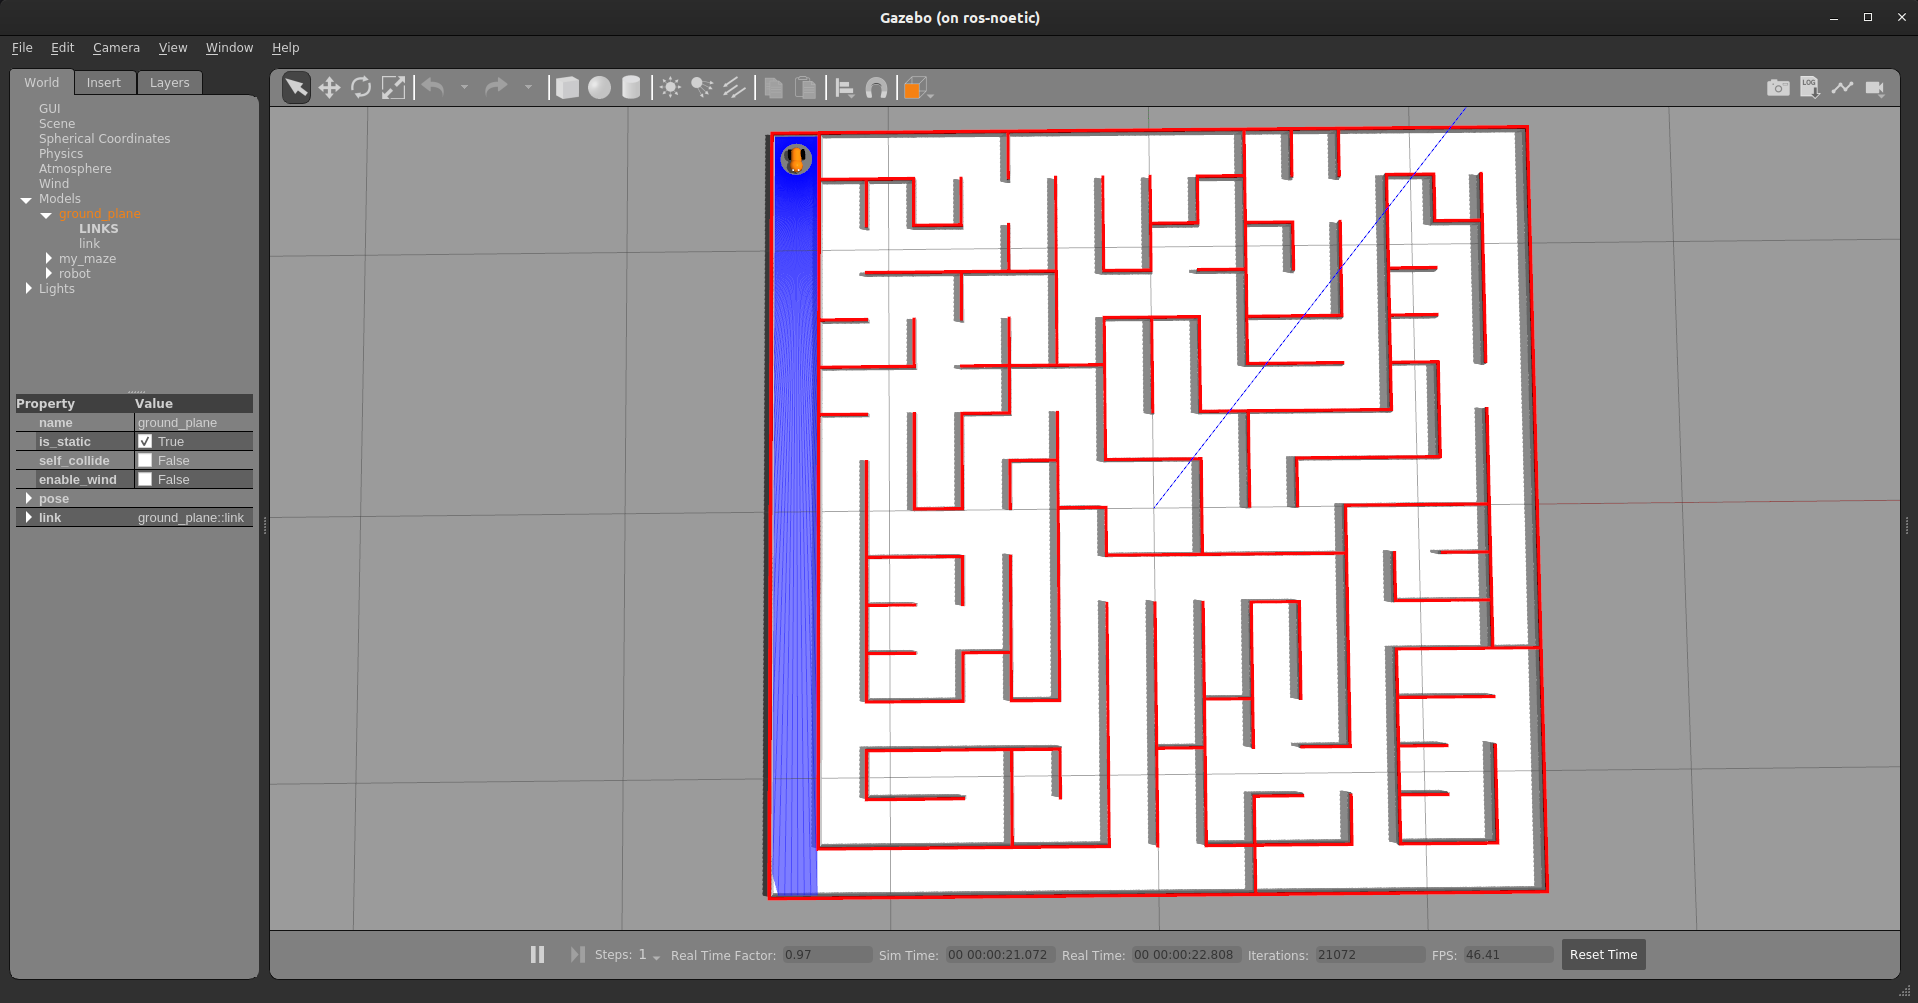 Gazebo (on ros-noetic)
File Edit Camera View Window Help
World Insert Layers
GUI
Scene
Spherical Coordinates
Physics
Atmosphere
Wind
Models
ground_plane
LINKS
link
my_maze
robot
Lights
Property Value
name ground_plane
is_static True
self_collide False
enable_wind False
pose
link ground_plane::link
LOG
Steps: 1 Real Time Factor: 0.97 Sim Time: 00 00:00:21.072 Real Time: 00 00:00:22.808 Iterations: 21072 FPS: 46.41 Reset Time